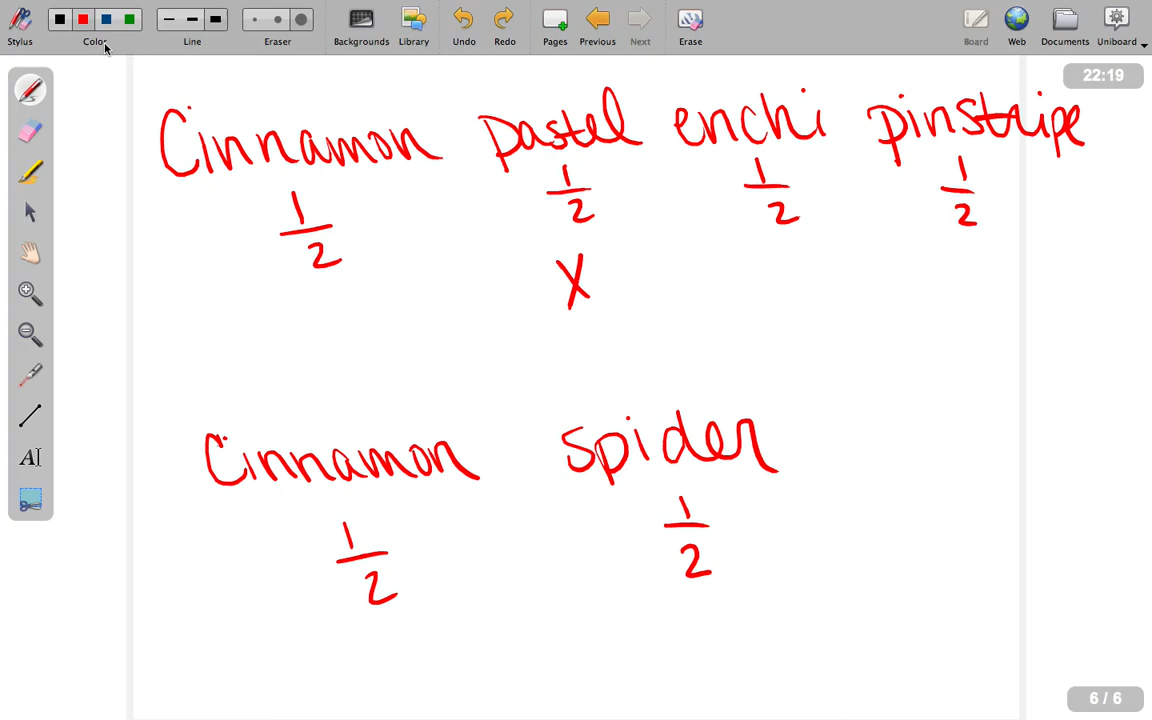 Stylus Color Line Eraser Backgrounds Library Undo Redo Pages Previous Next Erase Board Web Documents Uniboard
22:19
Cinnamon pastel enchi pinstripe
1/2 1/2 1/2 1/2
X
Cinnamon spider
1/2 1/2
AI
6 / 6